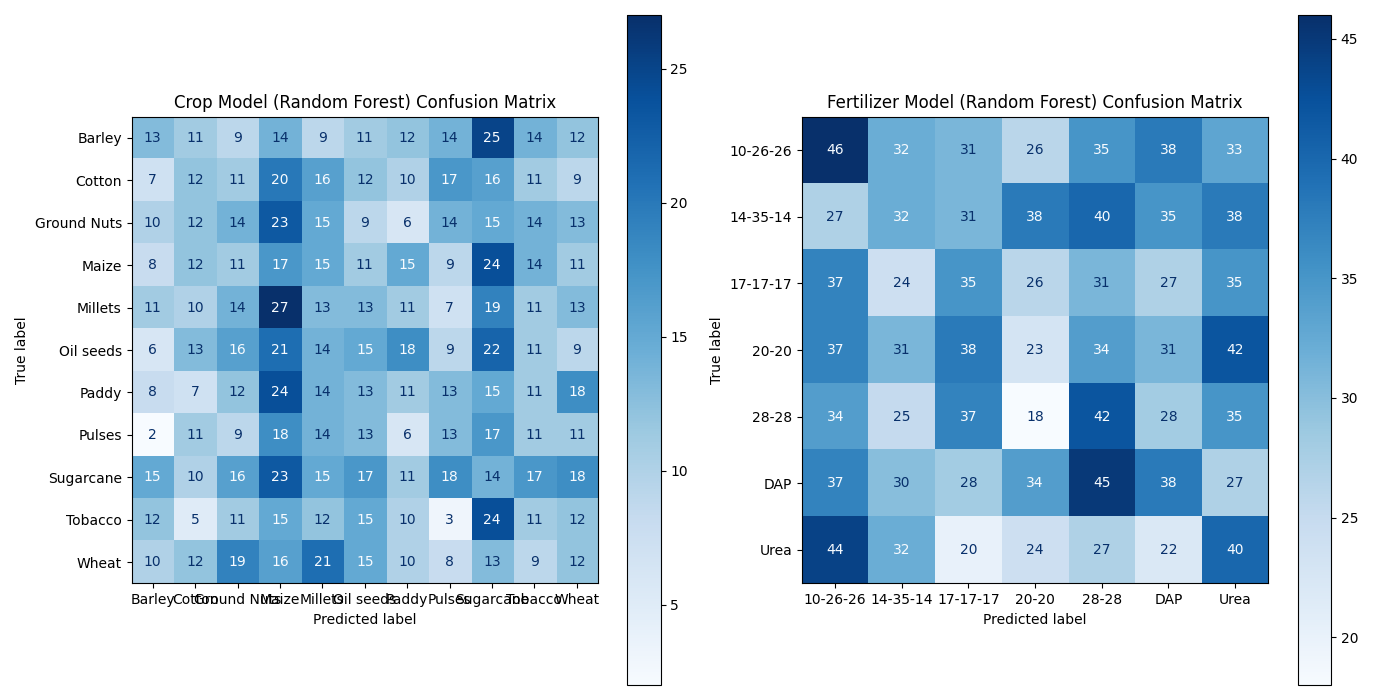 Crop Model (Random Forest) Confusion Matrix
True label
Barley 13 11 9 14 9 11 12 14 25 14 12
Cotton 7 12 11 20 16 12 10 17 16 11 9
Ground Nuts 10 12 14 23 15 9 6 14 15 14 13
Maize 8 12 11 17 15 11 15 9 24 14 11
Millets 11 10 14 27 13 13 11 7 19 11 13
Oil seeds 6 13 16 21 14 15 18 9 22 11 9
Paddy 8 7 12 24 14 13 11 13 15 11 18
Pulses 2 11 9 18 14 13 6 13 17 11 11
Sugarcane 15 10 16 23 15 17 11 18 14 17 18
Tobacco 12 5 11 15 12 15 10 3 24 11 12
Wheat 10 12 19 16 21 15 10 8 13 9 12
Barley Cotton Ground Nuts Maize Millets Oil seeds Paddy Pulses Sugarcane Tobacco Wheat
Predicted label
25
20
15
10
5
Fertilizer Model (Random Forest) Confusion Matrix
True label
10-26-26 46 32 31 26 35 38 33
14-35-14 27 32 31 38 40 35 38
17-17-17 37 24 35 26 31 27 35
20-20 37 31 38 23 34 31 42
28-28 34 25 37 18 42 28 35
DAP 37 30 28 34 45 38 27
Urea 44 32 20 24 27 22 40
10-26-26 14-35-14 17-17-17 20-20 28-28 DAP Urea
Predicted label
45
40
35
30
25
20